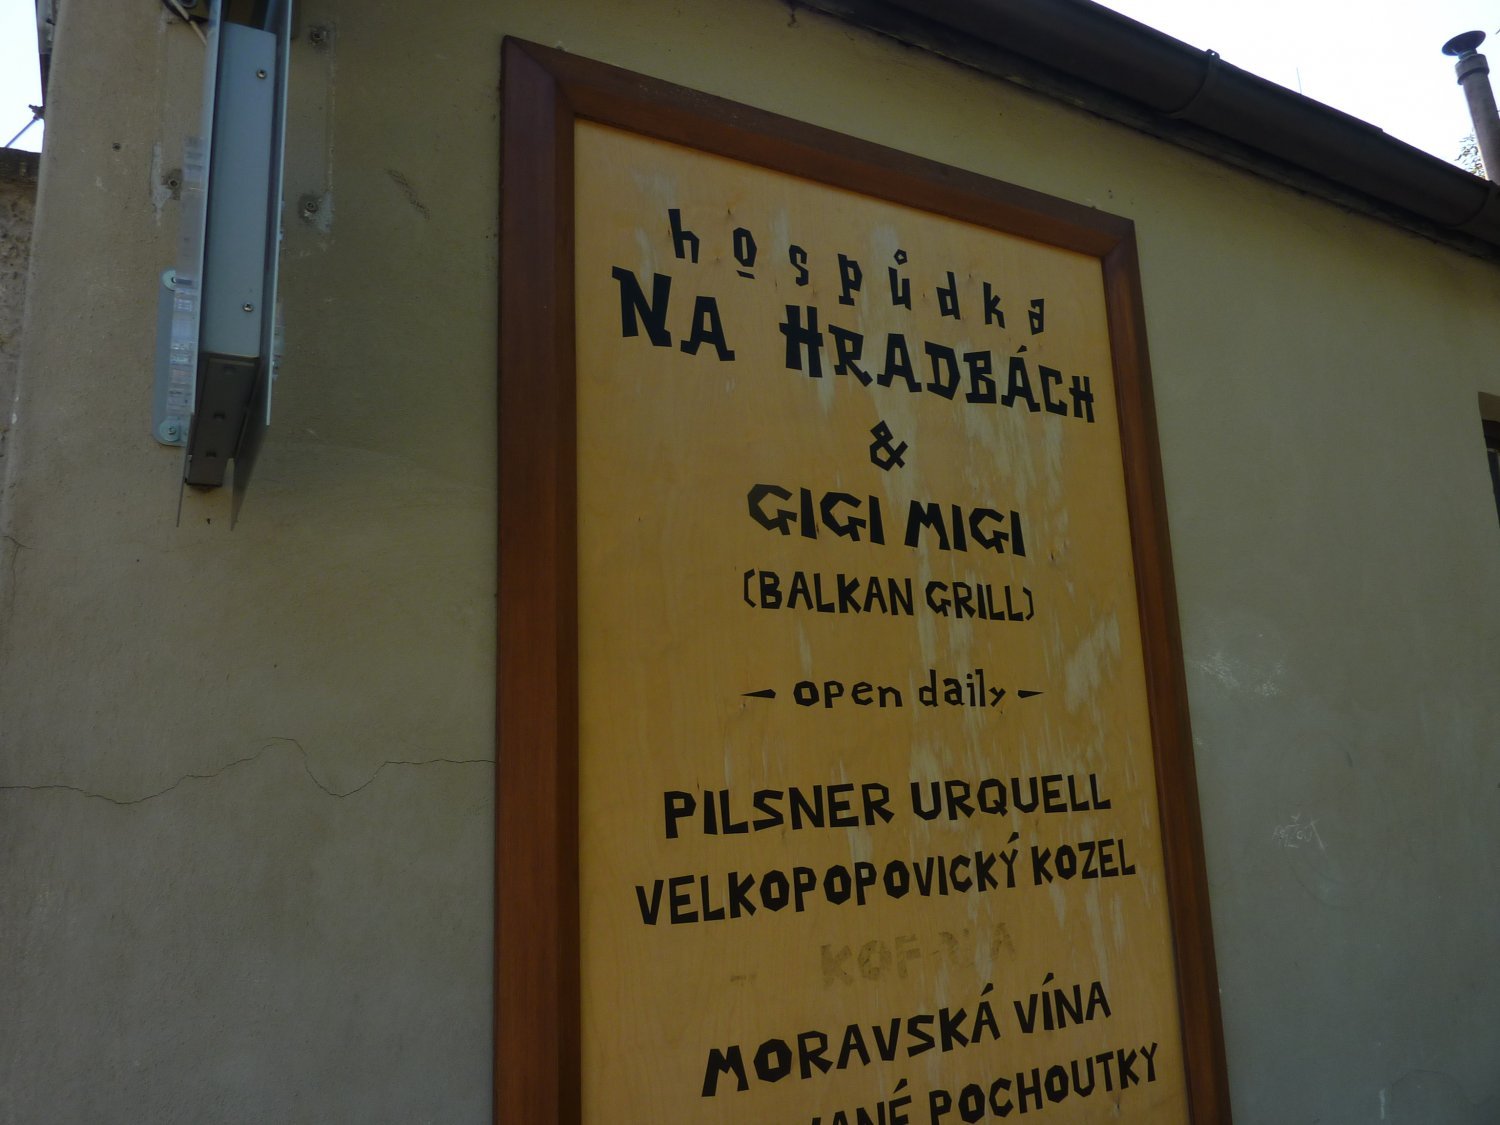 hospůdka
NA HRADBÁCH
&
GIGI MIGI
(BALKAN GRILL)
- open daily -
PILSNER URQUELL
VELKOPOPOVICKÝ KOZEL
MORAVSKÁ VÍNA
POCHOUTKY